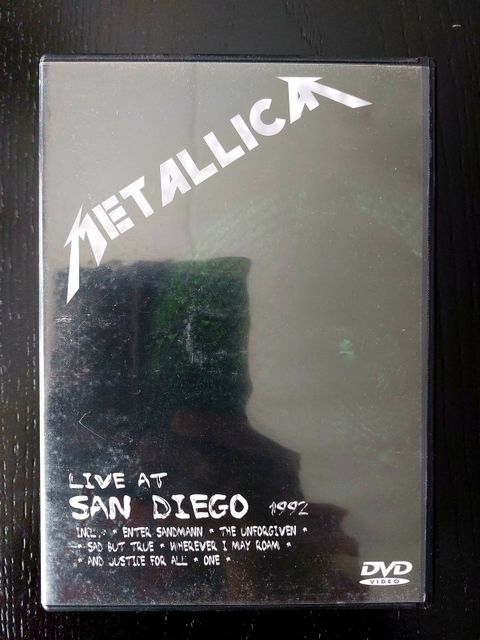 METALLICA
LIVE AT
SAN DIEGO 1992
INCL.: * ENTER SANDMANN * THE UNFORGIVEN *
* SAD BUT TRUE * WHEREVER I MAY ROAM *
* AND JUSTICE FOR ALL * ONE *
DVD
VIDEO